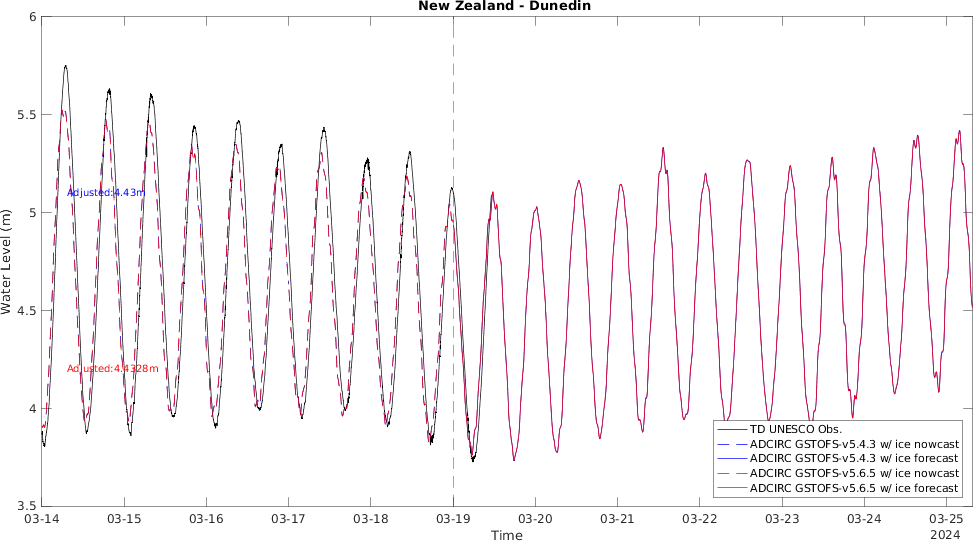 New Zealand - Dunedin
6
5.5
5
4.5
4
3.5
Water Level (m)
Adjusted:4.43m
Adjusted:4.4328m
TD UNESCO Obs.
ADCIRC GSTOFS-v5.4.3 w/ ice nowcast
ADCIRC GSTOFS-v5.4.3 w/ ice forecast
ADCIRC GSTOFS-v5.6.5 w/ ice nowcast
ADCIRC GSTOFS-v5.6.5 w/ ice forecast
03-14 03-15 03-16 03-17 03-18 03-19 03-20 03-21 03-22 03-23 03-24 03-25
2024
Time